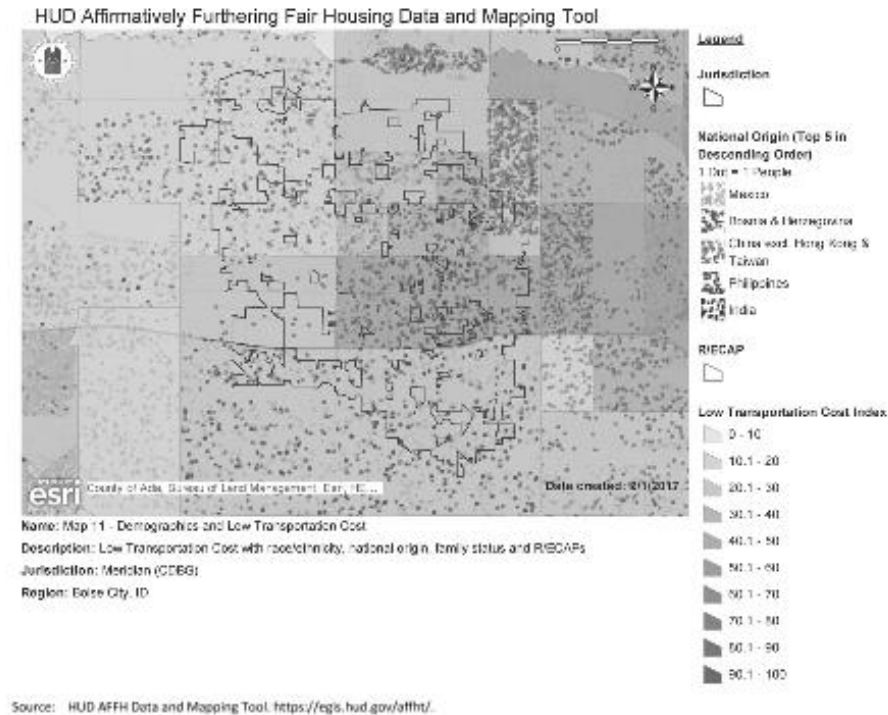 HUD Affirmatively Furthering Fair Housing Data and Mapping Tool
Legend
Jurisdiction
National Origin (Top 5 in
Descending Order)
1 Dot = 1 People
Mexico
Bosnia & Herzegovina
China excl. Hong Kong &
Taiwan
Philippines
India
R/ECAP
Low Transportation Cost Index
0 - 10
10.1 - 20
20.1 - 30
30.1 - 40
40.1 - 50
50.1 - 60
60.1 - 70
70.1 - 80
80.1 - 90
90.1 - 100
esri
County of Ada, Bureau of Land Management, Esri, HE...
Date created: 9/1/2017
Name: Map 11 - Demographics and Low Transportation Cost
Description: Low Transportation Cost with race/ethnicity, national origin, family status and R/ECAPs
Jurisdiction: Meridian (CDBG)
Region: Boise City, ID
Source: HUD AFFH Data and Mapping Tool. https://egis.hud.gov/affht/.